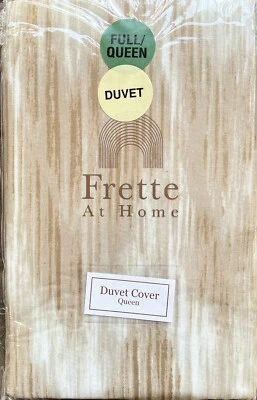 FULL/
QUEEN
DUVET
Frette
At Home
Duvet Cover
Queen